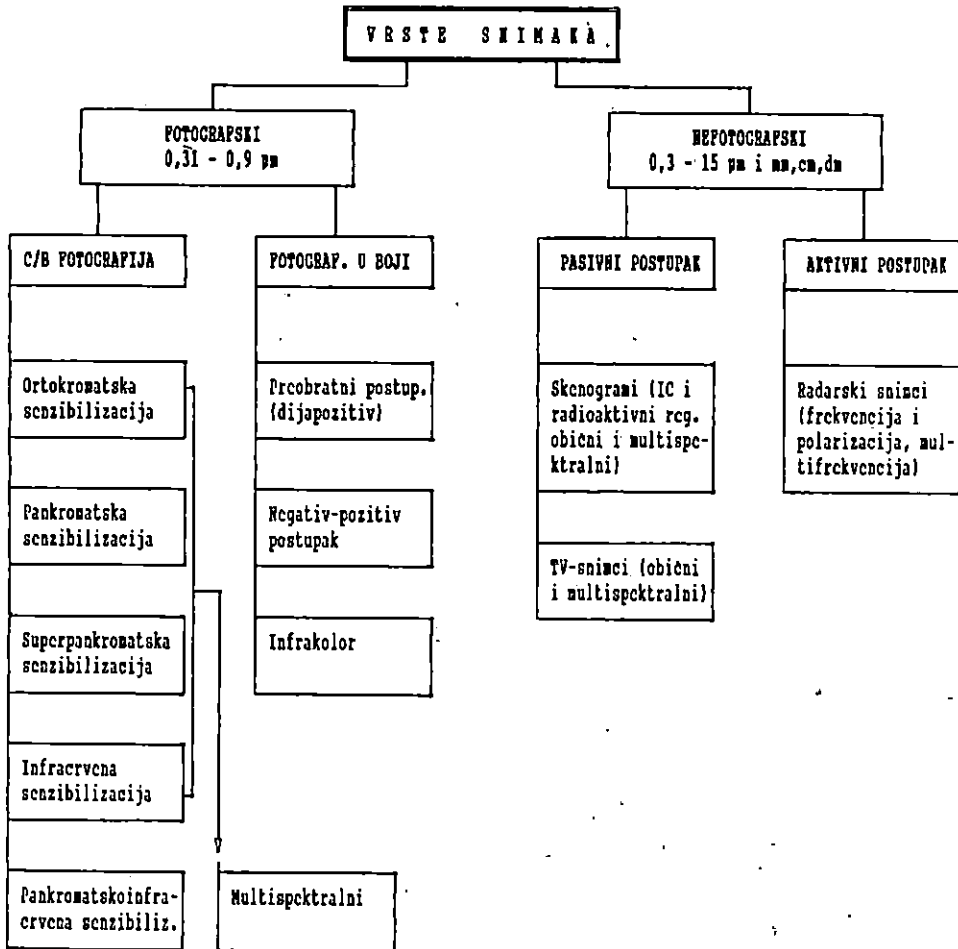 VRSTE SNIMAKA
FOTOGRAFSKI
0,31 - 0,9 µm
NEFOTOGRAFSKI
0,3 - 15 µm i mm,cm,dm
C/B FOTOGRAFIJA
FOTOGRAF. U BOJI
PASIVNI POSTUPAK
AKTIVNI POSTUPAK
Ortokromatska
senzibilizacija
Preobratni postup.
(dijapozitiv)
Skenogrami (IC i
radioaktivni reg.
obični i multispe-
ktralni)
Radarski snimci
(frekvencija i
polarizacija, mul-
tifrekvencija)
Pankromatska
senzibilizacija
Negativ-pozitiv
postupak
TV-snimci (obični
i multispektralni)
Superpankromatska
senzibilizacija
Infrakolor
Infracrvena
senzibilizacija
Pankromatskoinfra-
crvena senzibiliz.
Multispektralni